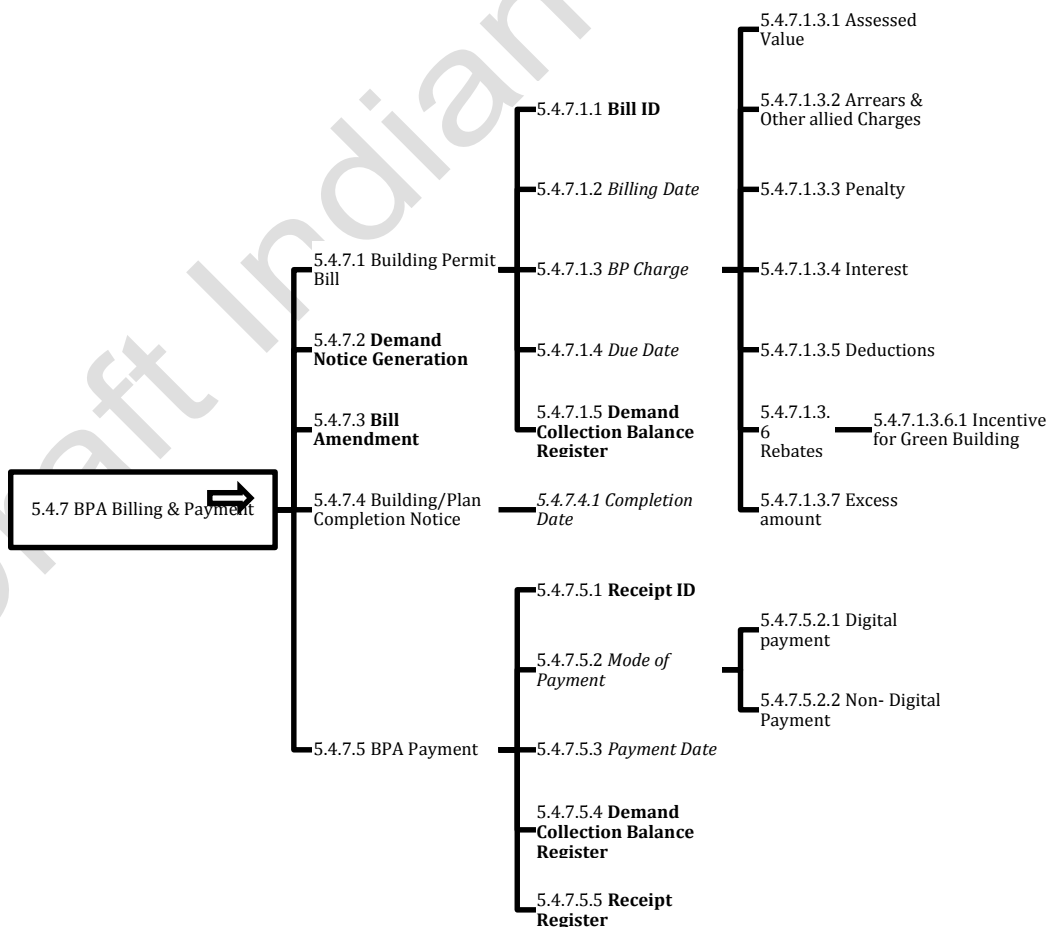 Draft Indian
5.4.7 BPA Billing & Payment
5.4.7.1 Building Permit
Bill
5.4.7.1.1 Bill ID
5.4.7.1.2 Billing Date
5.4.7.1.3 BP Charge
5.4.7.1.3.1 Assessed
Value
5.4.7.1.3.2 Arrears &
Other allied Charges
5.4.7.1.3.3 Penalty
5.4.7.1.3.4 Interest
5.4.7.1.3.5 Deductions
5.4.7.1.3.
6
Rebates
5.4.7.1.3.6.1 Incentive
for Green Building
5.4.7.1.3.7 Excess
amount
5.4.7.1.4 Due Date
5.4.7.1.5 Demand
Collection Balance
Register
5.4.7.2 Demand
Notice Generation
5.4.7.3 Bill
Amendment
5.4.7.4 Building/Plan
Completion Notice
5.4.7.4.1 Completion
Date
5.4.7.5 BPA Payment
5.4.7.5.1 Receipt ID
5.4.7.5.2 Mode of
Payment
5.4.7.5.2.1 Digital
payment
5.4.7.5.2.2 Non- Digital
Payment
5.4.7.5.3 Payment Date
5.4.7.5.4 Demand
Collection Balance
Register
5.4.7.5.5 Receipt
Register